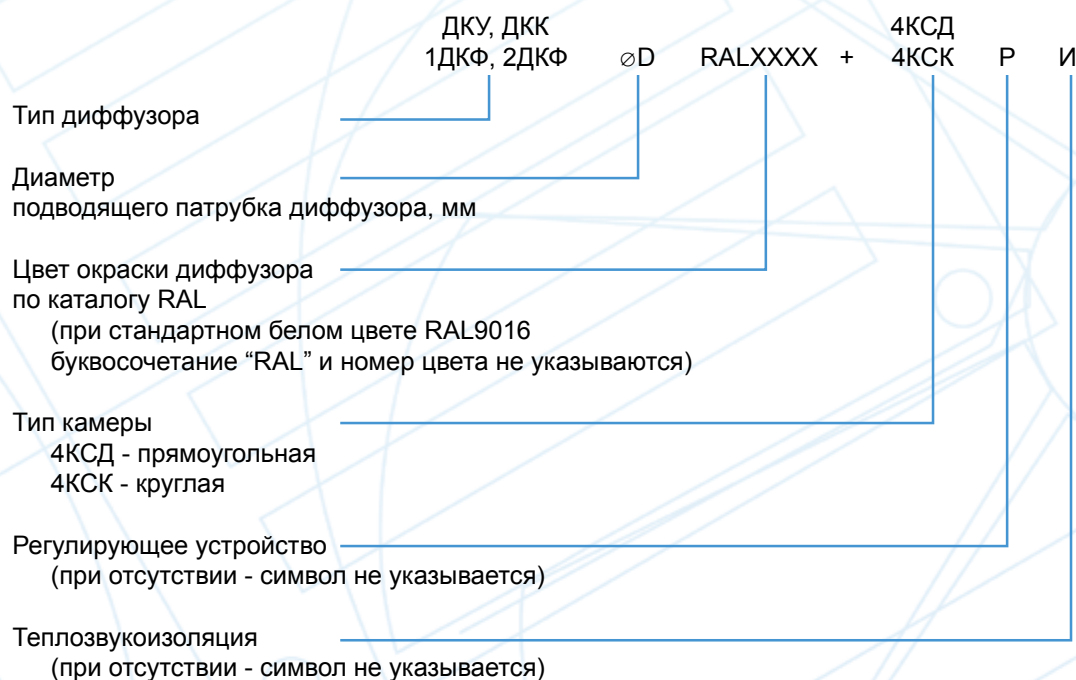 ДКУ, ДКК 4КСД
1ДКФ, 2ДКФ ⌀D RALXXXX + 4КСК Р И
Тип диффузора
Диаметр
подводящего патрубка диффузора, мм
Цвет окраски диффузора
по каталогу RAL
(при стандартном белом цвете RAL9016
буквосочетание “RAL” и номер цвета не указываются)
Тип камеры
4КСД - прямоугольная
4КСК - круглая
Регулирующее устройство
(при отсутствии - символ не указывается)
Теплозвукоизоляция
(при отсутствии - символ не указывается)